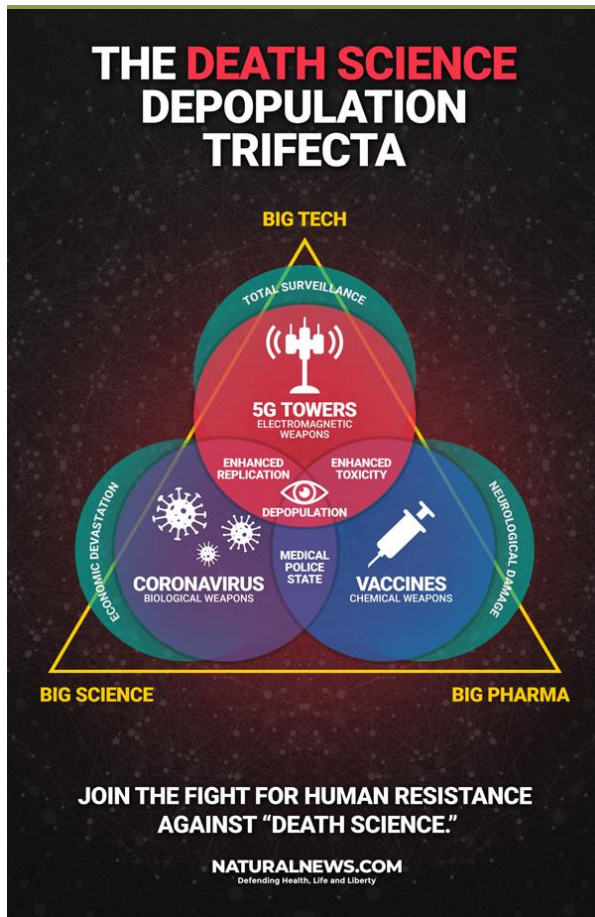 THE DEATH SCIENCE
DEPOPULATION
TRIFECTA
BIG TECH
TOTAL SURVEILLANCE
5G TOWERS
ELECTROMAGNETIC
WEAPONS
ENHANCED
REPLICATION
ENHANCED
TOXICITY
DEPOPULATION
ECONOMIC DEVASTATION
NEUROLOGICAL DAMAGE
MEDICAL
POLICE
STATE
CORONAVIRUS
BIOLOGICAL WEAPONS
VACCINES
CHEMICAL WEAPONS
BIG SCIENCE
BIG PHARMA
JOIN THE FIGHT FOR HUMAN RESISTANCE
AGAINST “DEATH SCIENCE.”
NATURALNEWS.COM
Defending Health, Life and Liberty